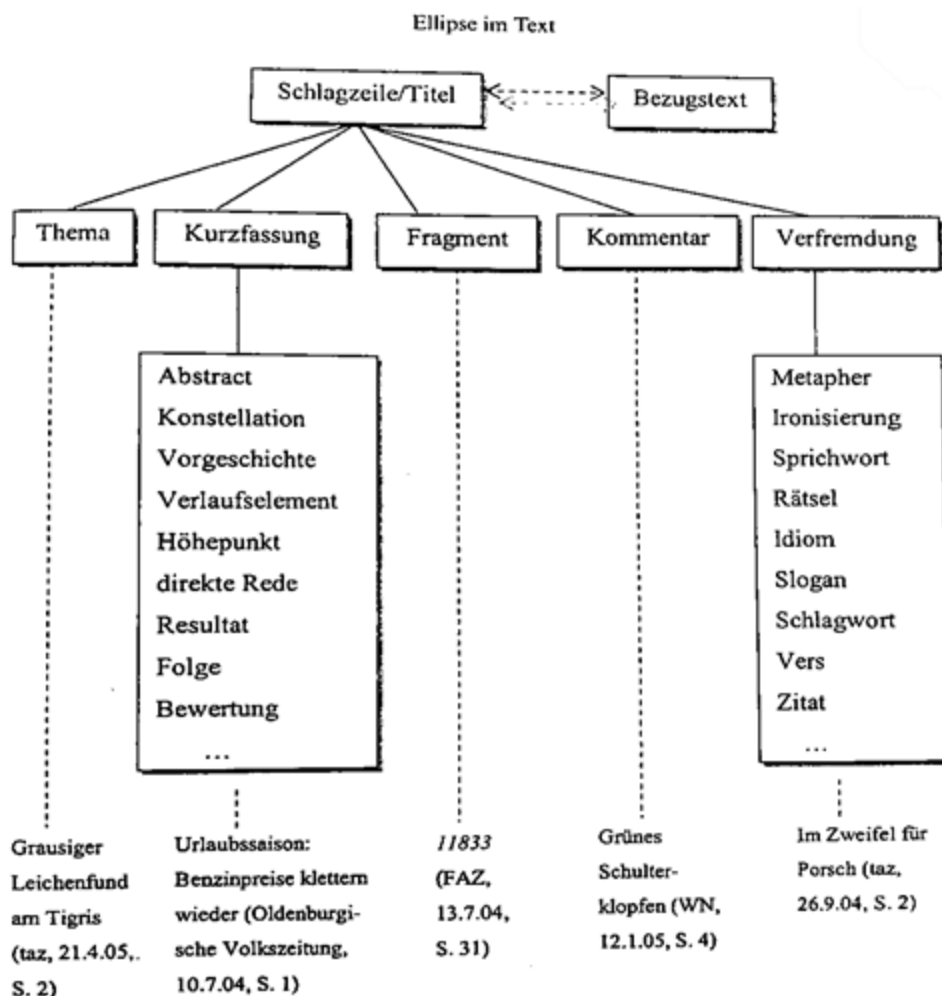 Ellipse im Text
Schlagzeile/Titel
Bezugstext
Thema
Kurzfassung
Fragment
Kommentar
Verfremdung
Abstract
Konstellation
Vorgeschichte
Verlaufselement
Höhepunkt
direkte Rede
Resultat
Folge
Bewertung
...
Metapher
Ironisierung
Sprichwort
Rätsel
Idiom
Slogan
Schlagwort
Vers
Zitat
...
Grausiger
Leichenfund
am Tigris
(taz, 21.4.05,.
S. 2)
Urlaubssaison:
Benzinpreise klettern
wieder (Oldenburgi-
sche Volkszeitung,
10.7.04, S. 1)
11833
(FAZ,
13.7.04,
S. 31)
Grünes
Schulter-
klopfen (WN,
12.1.05, S. 4)
Im Zweifel für
Porsch (taz,
26.9.04, S. 2)